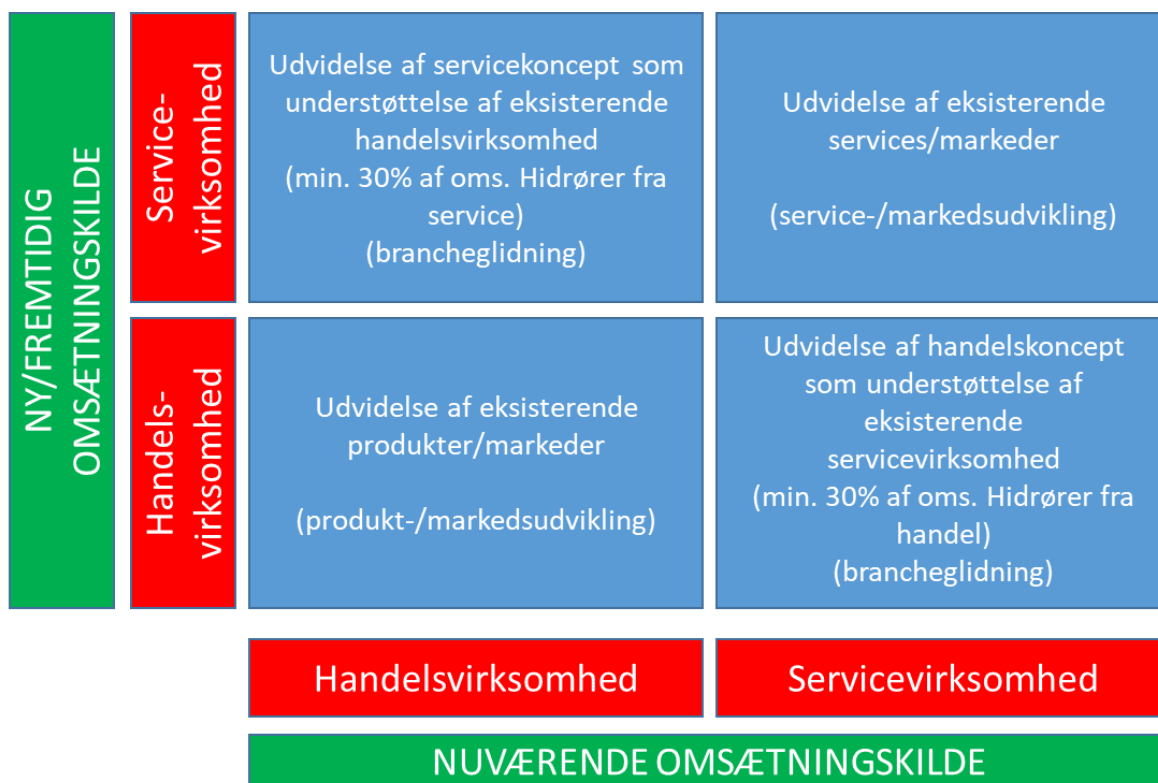 NY/FREMTIDIG
OMSÆTNINGSKILDE
Service-
virksomhed
Udvidelse af servicekoncept som
understøttelse af eksisterende
handelsvirksomhed
(min. 30% af oms. Hidrører fra
service)
(brancheglidning)
Udvidelse af eksisterende
services/markeder
(service-/markedsudvikling)
Handels-
virksomhed
Udvidelse af eksisterende
produkter/markeder
(produkt-/markedsudvikling)
Udvidelse af handelskoncept
som understøttelse af
eksisterende
servicevirksomhed
(min. 30% af oms. Hidrører fra
handel)
(brancheglidning)
Handelsvirksomhed
Servicevirksomhed
NUVÆRENDE OMSÆTNINGSKILDE